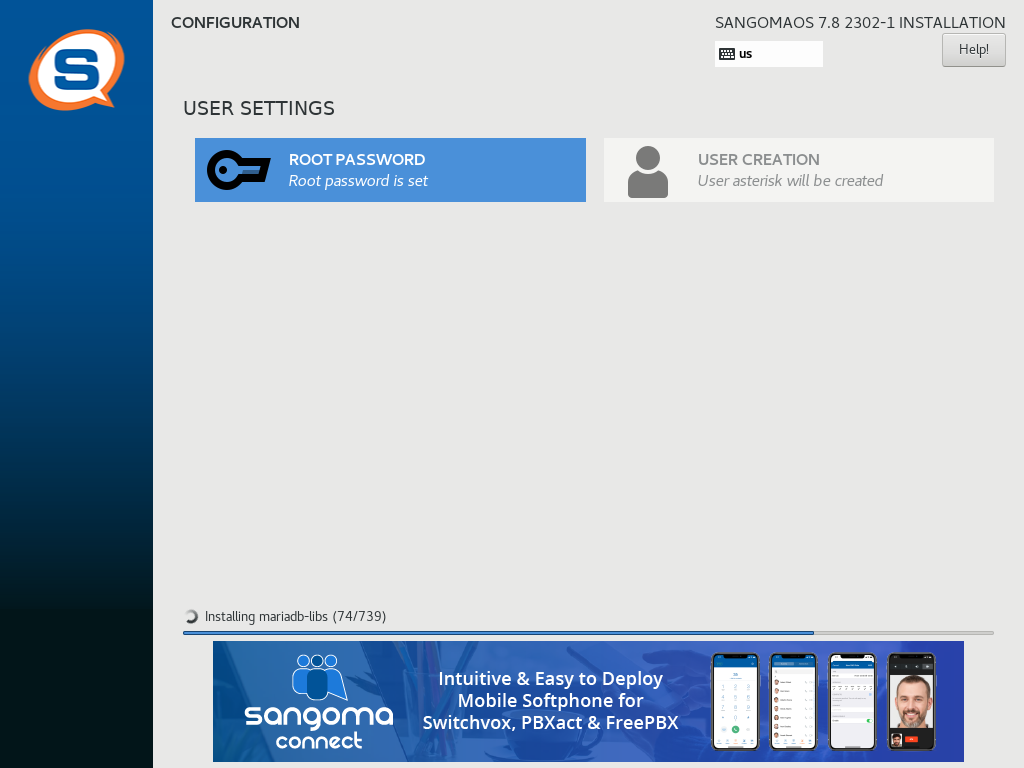 CONFIGURATION
SANGOMAOS 7.8 2302-1 INSTALLATION
us
Help!
USER SETTINGS
ROOT PASSWORD
Root password is set
USER CREATION
User asterisk will be created
Installing mariadb-libs (74/739)
sangoma
connect
Intuitive & Easy to Deploy
Mobile Softphone for
Switchvox, PBXact & FreePBX